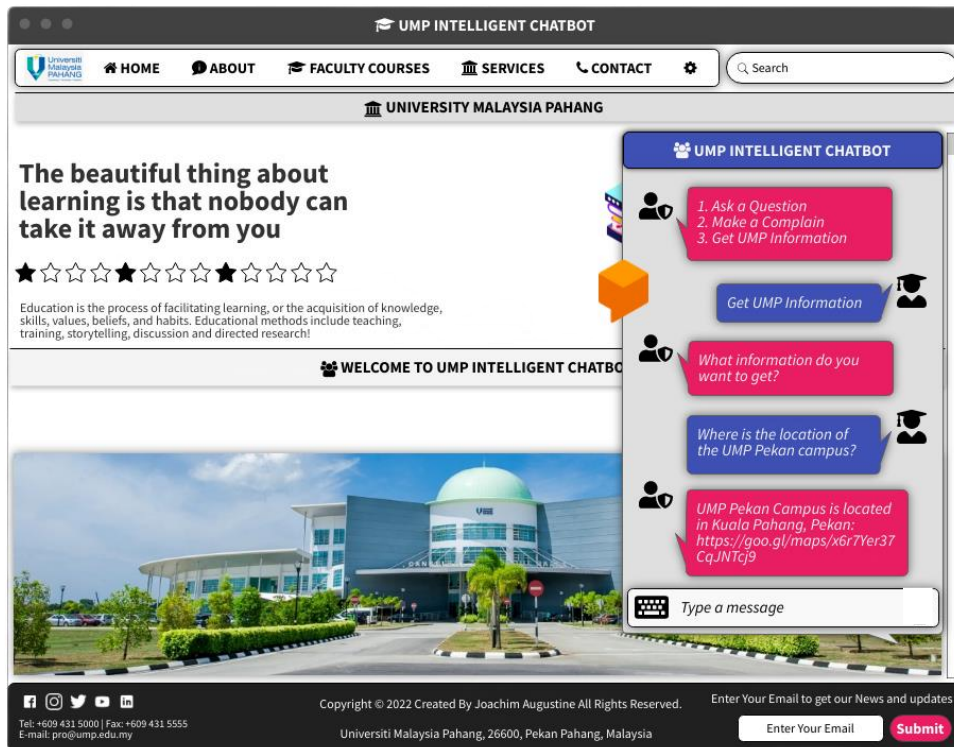 UMP INTELLIGENT CHATBOT
Universiti
Malaysia
PAHANG
HOME
ABOUT
FACULTY COURSES
SERVICES
CONTACT
Search
UNIVERSITY MALAYSIA PAHANG
The beautiful thing about
learning is that nobody can
take it away from you
Education is the process of facilitating learning, or the acquisition of knowledge,
skills, values, beliefs, and habits. Educational methods include teaching,
training, storytelling, discussion and directed research!
WELCOME TO UMP INTELLIGENT CHATBO
UMP INTELLIGENT CHATBOT
1. Ask a Question
2. Make a Complain
3. Get UMP Information
Get UMP Information
What information do you
want to get?
Where is the location of
the UMP Pekan campus?
UMP Pekan Campus is located
in Kuala Pahang, Pekan:
https://goo.gl/maps/x6r7Yer37
CqJNTcj9
Type a message
Tel: +609 431 5000 | Fax: +609 431 5555
E-mail: pro@ump.edu.my
Copyright © 2022 Created By Joachim Augustine All Rights Reserved.
Universiti Malaysia Pahang, 26600, Pekan Pahang, Malaysia
Enter Your Email to get our News and updates
Enter Your Email
Submit